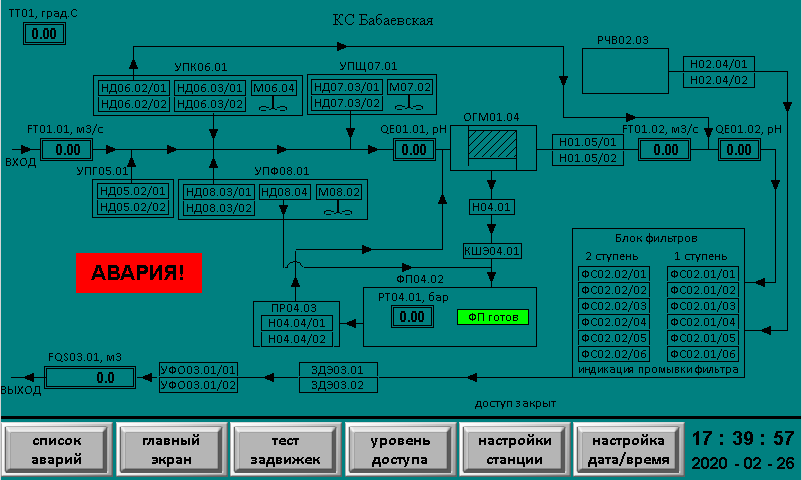 TT01, град.С
0.00
КС Бабаевская
РЧВ02.03
Н02.04/01
Н02.04/02
УПК06.01
НД06.02/01
НД06.02/02
НД06.03/01
НД06.03/02
М06.04
УПЩ07.01
НД07.03/01
НД07.03/02
М07.02
FT01.01, м3/с
0.00
ВХОД
QE01.01, pH
0.00
ОГМ01.04
Н01.05/01
Н01.05/02
FT01.02, м3/с
0.00
QE01.02, pH
0.00
УПГ05.01
НД05.02/01
НД05.02/02
УПФ08.01
НД08.03/01
НД08.03/02
НД08.04
М08.02
Н04.01
КШЭ04.01
АВАРИЯ!
ФП04.02
PT04.01, бар
0.00
ФП готов
ПР04.03
Н04.04/01
Н04.04/02
Блок фильтров
2 ступень
1 ступень
ФС02.02/01
ФС02.01/01
ФС02.02/02
ФС02.01/02
ФС02.02/03
ФС02.01/03
ФС02.02/04
ФС02.01/04
ФС02.02/05
ФС02.01/05
ФС02.02/06
ФС02.01/06
индикация промывки фильтра
FQS03.01, м3
0.0
ВЫХОД
УФО03.01/01
УФО03.01/02
ЗДЭ03.01
ЗДЭ03.02
доступ закрыт
список
аварий
главный
экран
тест
задвижек
уровень
доступа
настройки
станции
настройка
дата/время
17 : 39 : 57
2020 - 02 - 26